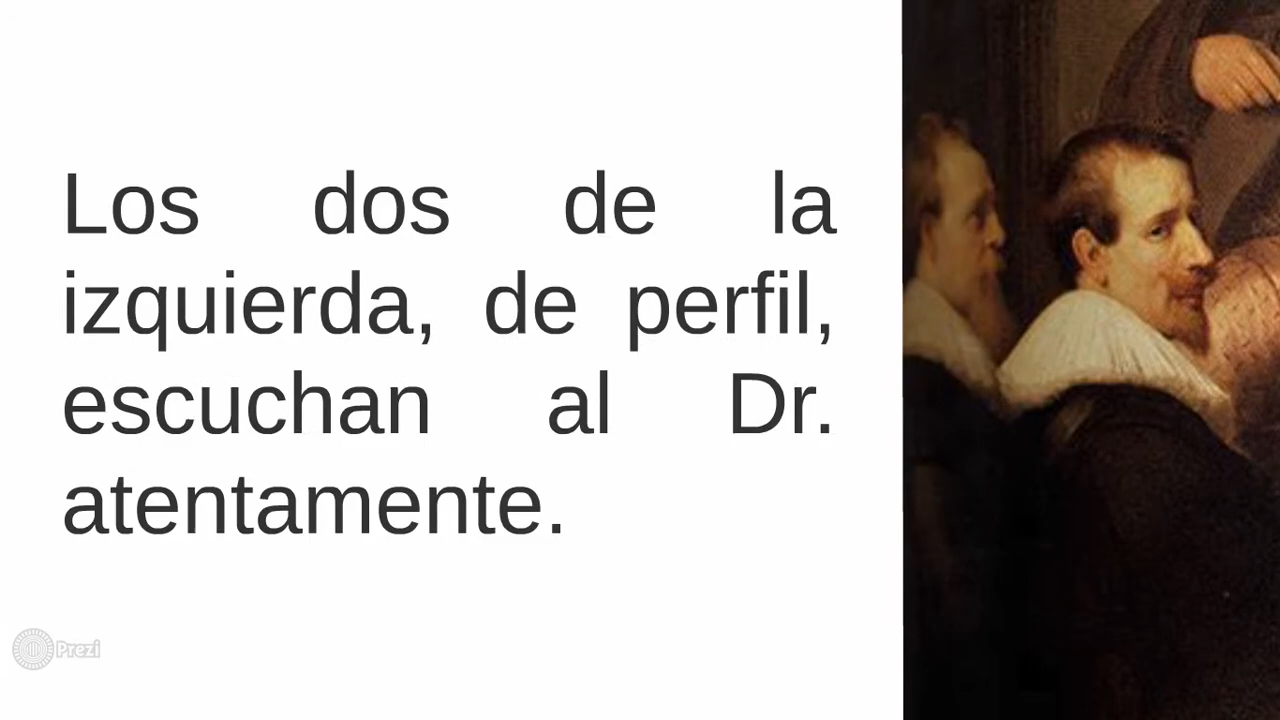 Los dos de la
izquierda, de perfil,
escuchan al Dr.
atentamente.
Prezi